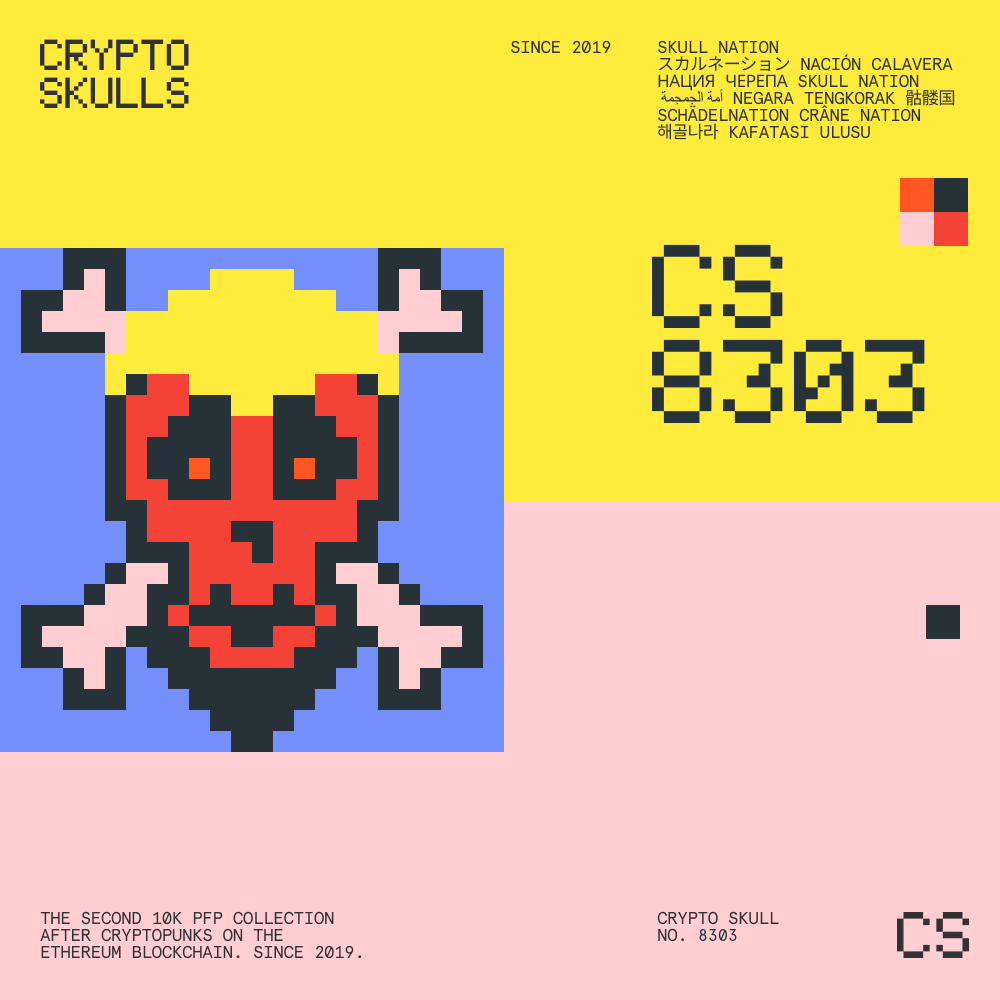 CRYPTO
SKULLS
SINCE 2019
SKULL NATION
スカルネーション NACIÓN CALAVERA
НАЦИЯ ЧЕРЕПА SKULL NATION
أمة الجمجمة NEGARA TENGKORAK 骷髅国
SCHÄDELNATION CRÂNE NATION
해골나라 KAFATASI ULUSU
CS
8303
THE SECOND 10K PFP COLLECTION
AFTER CRYPTOPUNKS ON THE
ETHEREUM BLOCKCHAIN. SINCE 2019.
CRYPTO SKULL
NO. 8303
CS